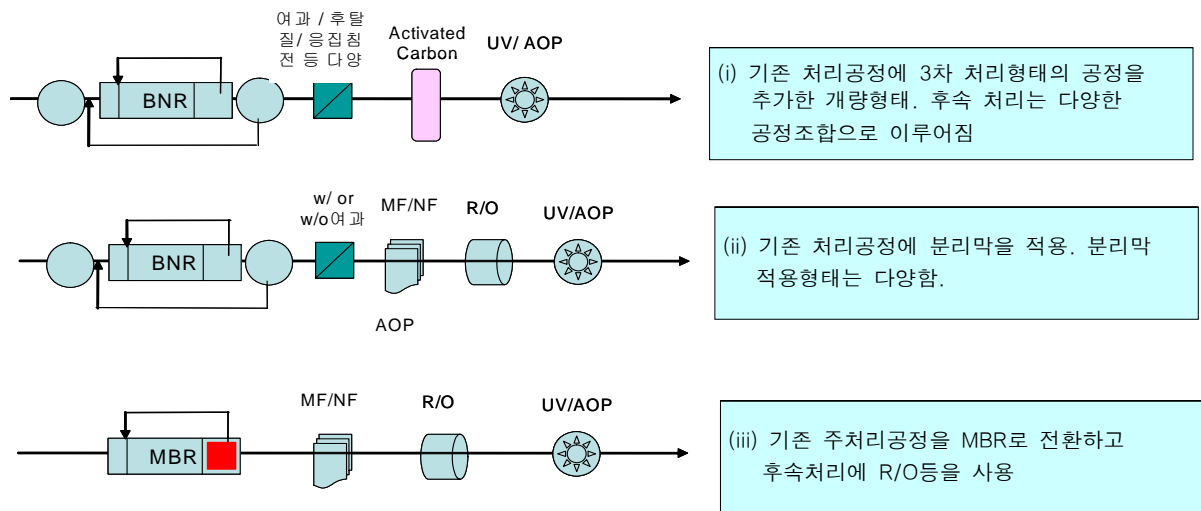 여과 / 후탈
질/ 응집침
전 등 다양
Activated
Carbon
UV/ AOP
BNR
(i) 기존 처리공정에 3차 처리형태의 공정을
추가한 개량형태. 후속 처리는 다양한
공정조합으로 이루어짐
w/ or
w/o여과
MF/NF
R/O
UV/AOP
BNR
AOP
(ii) 기존 처리공정에 분리막을 적용. 분리막
적용형태는 다양함.
MF/NF
R/O
UV/AOP
MBR
(iii) 기존 주처리공정을 MBR로 전환하고
후속처리에 R/O등을 사용